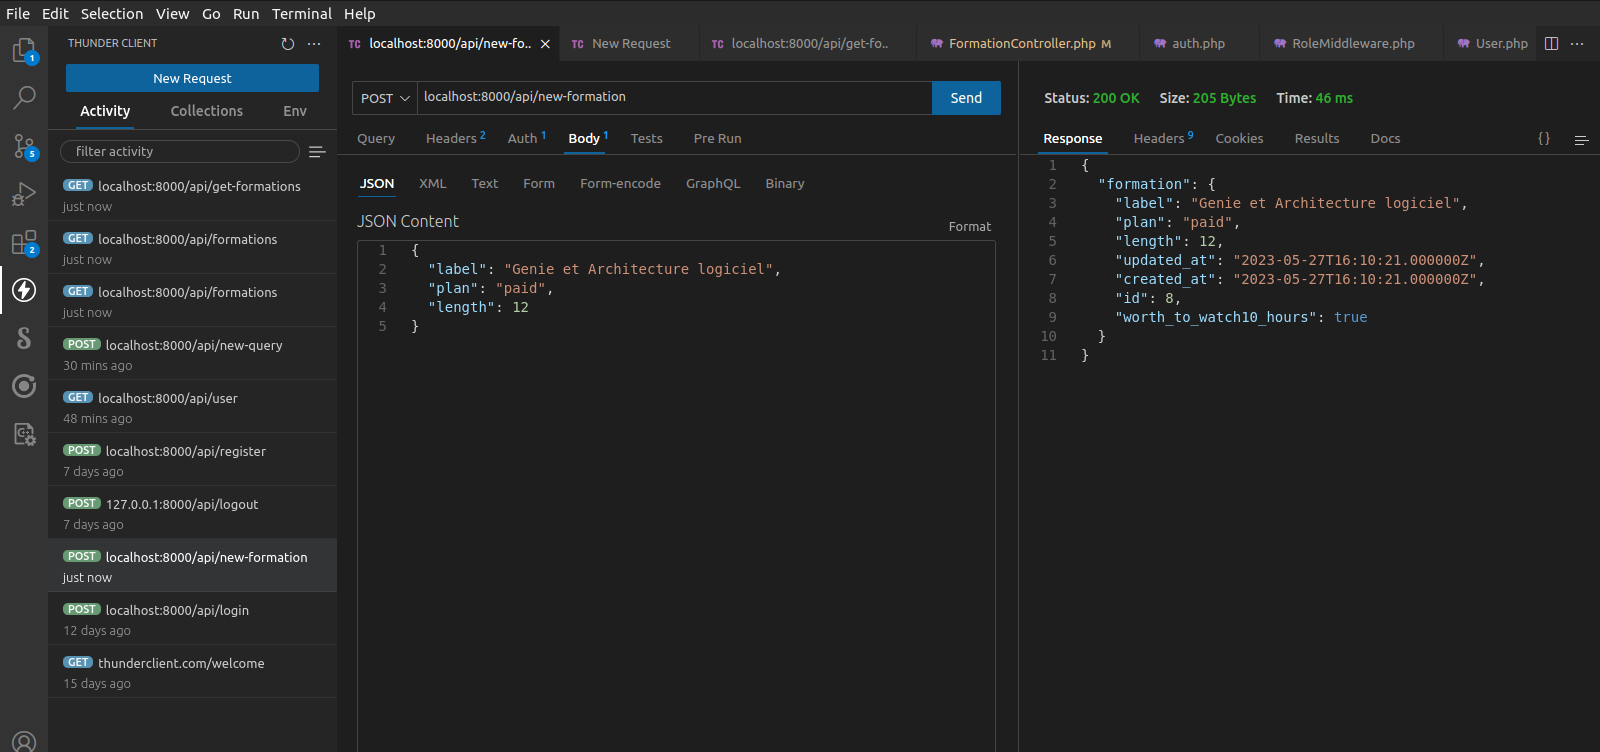 File Edit Selection View Go Run Terminal Help
THUNDER CLIENT
New Request
Activity Collections Env
filter activity
GET localhost:8000/api/get-formations
just now
GET localhost:8000/api/formations
just now
GET localhost:8000/api/formations
just now
POST localhost:8000/api/new-query
30 mins ago
GET localhost:8000/api/user
48 mins ago
POST localhost:8000/api/register
7 days ago
POST 127.0.0.1:8000/api/logout
7 days ago
POST localhost:8000/api/new-formation
just now
POST localhost:8000/api/login
12 days ago
GET thunderclient.com/welcome
15 days ago
1
5
2
TC localhost:8000/api/new-fo.. TC New Request TC localhost:8000/api/get-fo.. FormationController.php M auth.php RoleMiddleware.php User.php
POST localhost:8000/api/new-formation Send
Query Headers 2 Auth 1 Body 1 Tests Pre Run
JSON XML Text Form Form-encode GraphQL Binary
JSON Content
Format
1 {
2 "label": "Genie et Architecture logiciel",
3 "plan": "paid",
4 "length": 12
5 }
Status: 200 OK Size: 205 Bytes Time: 46 ms
Response Headers 9 Cookies Results Docs {}
1 {
2 "formation": {
3 "label": "Genie et Architecture logiciel",
4 "plan": "paid",
5 "length": 12,
6 "updated_at": "2023-05-27T16:10:21.000000Z",
7 "created_at": "2023-05-27T16:10:21.000000Z",
8 "id": 8,
9 "worth_to_watch10_hours": true
10 }
11 }